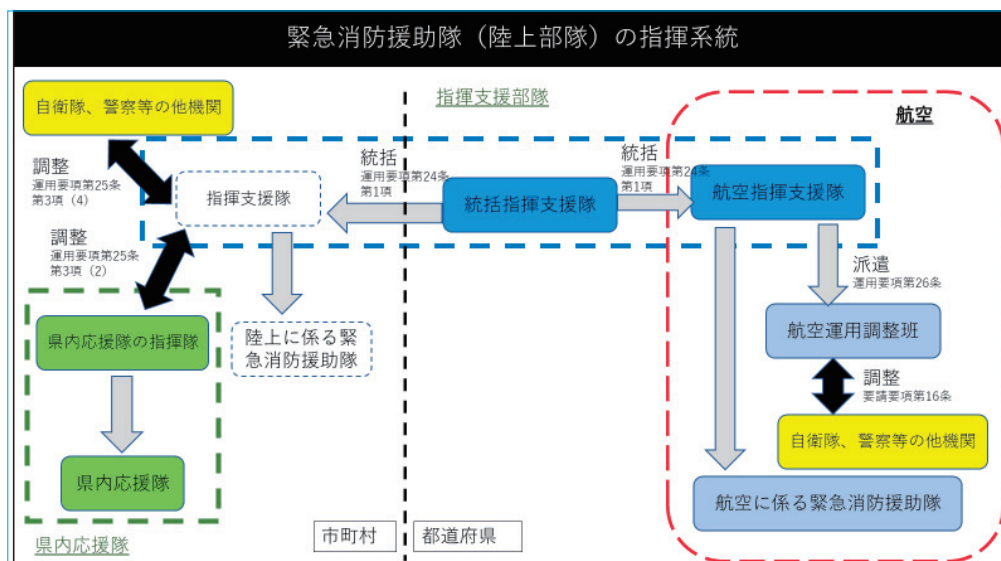 緊急消防援助隊（陸上部隊）の指揮系統
自衛隊、警察等の他機関
指揮支援部隊
航空
調整
運用要項第25条
第3項（4）
指揮支援隊
統括
運用要項第24条
第1項
統括指揮支援隊
統括
運用要項第24条
第1項
航空指揮支援隊
調整
運用要項第25条
第3項（2）
派遣
運用要項第26条
県内応援隊の指揮隊
陸上に係る緊
急消防援助隊
航空運用調整班
調整
要請要項第16条
自衛隊、警察等の他機関
県内応援隊
航空に係る緊急消防援助隊
県内応援隊
市町村
都道府県